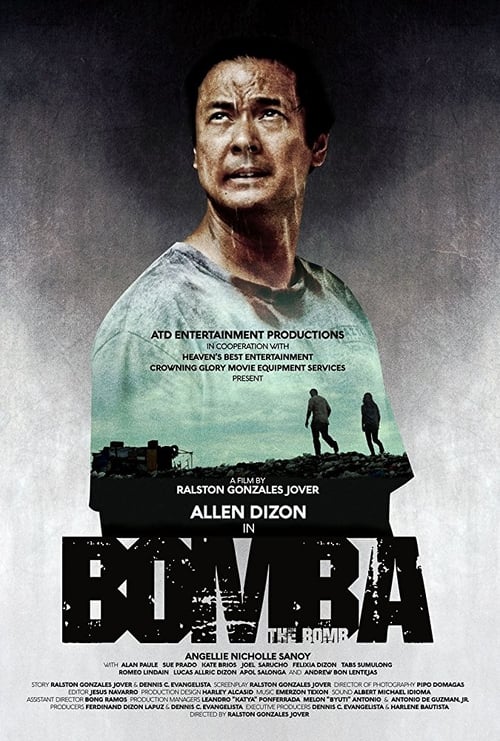 ATD ENTERTAINMENT PRODUCTIONS
IN COOPERATION WITH
HEAVEN'S BEST ENTERTAINMENT
CROWNING GLORY MOVIE EQUIPMENT SERVICES
PRESENT
A FILM BY
RALSTON GONZALES JOVER
ALLEN DIZON
IN
BOMBA
THE BOMB
ANGELLIE NICHOLLE SANOY
WITH ALAN PAULE SUE PRADO KATE BRIOS JOEL SARUCHO FELIXIA DIZON TABS SUMULONG
ROMEO LINDAIN LUCAS ALLRIC DIZON APOL SALONGA AND ANDREW BON LENTEJAS
STORY RALSTON GONZALES JOVER & DENNIS C. EVANGELISTA SCREENPLAY RALSTON GONZALES JOVER DIRECTOR OF PHOTOGRAPHY PIPO DOMAGAS
EDITOR JESUS NAVARRO PRODUCTION DESIGN HARLEY ALCASID MUSIC EMERZON TEXON SOUND ALBERT MICHAEL IDIOMA
ASSISTANT DIRECTOR BONG RAMOS PRODUCTION MANAGERS LEANDRO "KATYA" PONFERRADA, MELON "BYUTI" ANTONIO & ANTONIO DE GUZMAN, JR.
PRODUCERS FERDINAND DIZON LAPUZ & DENNIS C. EVANGELISTA EXECUTIVE PRODUCERS DENNIS C. EVANGELISTA & HARLENE BAUTISTA
DIRECTED BY RALSTON GONZALES JOVER